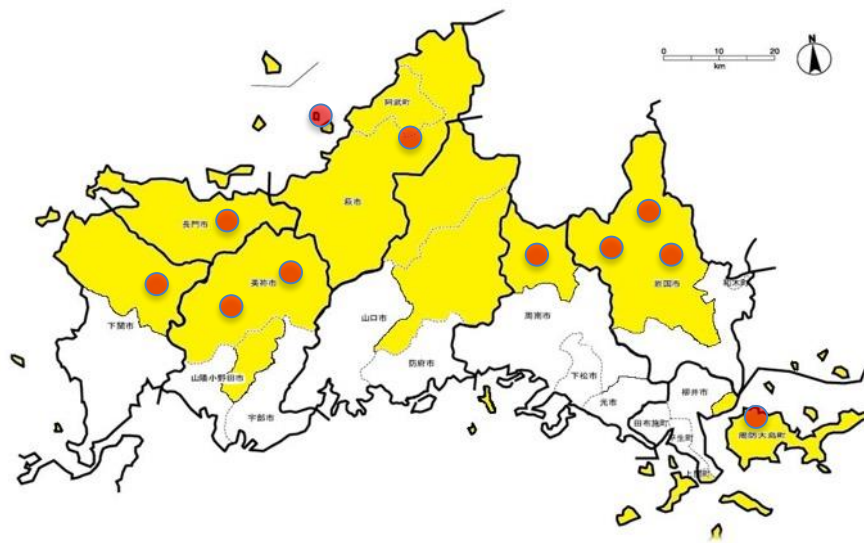 N
0 10 20
km
阿武町
萩市
長門市
美祢市
岩国市
和木町
下関市
山口市
周南市
山陽小野田市
防府市
下松市
柳井市
宇部市
光市
田布施町
平生町
周防大島町
上関町